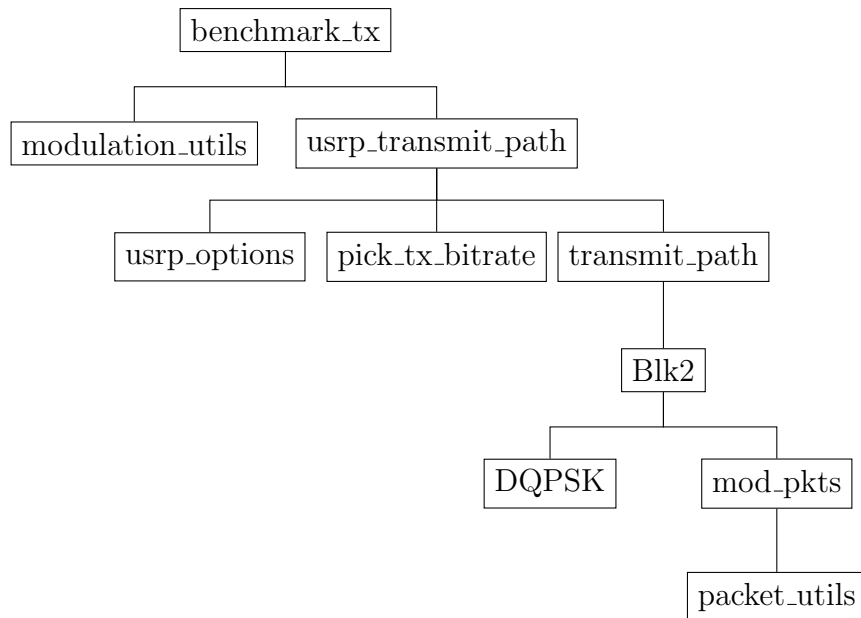 benchmark_tx
modulation_utils
usrp_transmit_path
usrp_options
pick_tx_bitrate
transmit_path
Blk2
DQPSK
mod_pkts
packet_utils